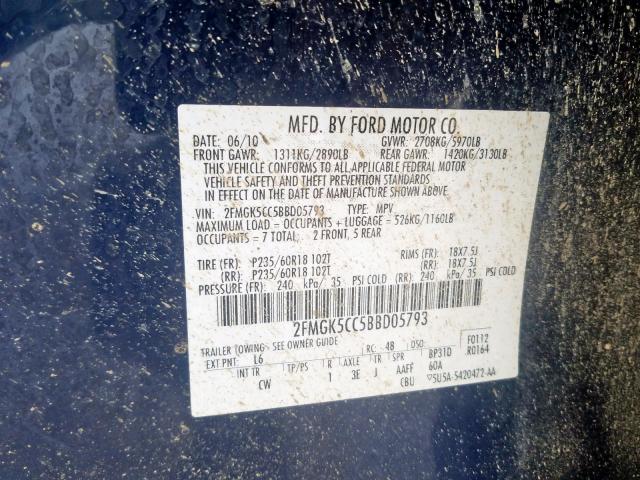 MFD. BY FORD MOTOR CO.
DATE: 06/10 GVWR: 2708KG/5970LB
FRONT GAWR: 1311KG/2890LB REAR GAWR: 1420KG/3130LB
THIS VEHICLE CONFORMS TO ALL APPLICABLE FEDERAL MOTOR
VEHICLE SAFETY AND THEFT PREVENTION STANDARDS IN
EFFECT ON THE DATE OF MANUFACTURE SHOWN ABOVE.
VIN: 2FMGK5CC5BBD05793 TYPE: MPV
MAXIMUM LOAD = OCCUPANTS + LUGGAGE = 526KG/1160LB
OCCUPANTS = 7 TOTAL 2 FRONT, 5 REAR
TIRE (FR): P235/60R18 102T RIMS (FR): 18X7.5J
(RR): P235/60R18 102T (RR): 18X7.5J
PRESSURE (FR): 240 kPa/ 35 PSI COLD (RR): 240 kPa/ 35 PSI COLD
2FMGK5CC5BBD05793
TRAILER TOWING- SEE OWNER GUIDE F0112
EXT PNT: L6 RC: 48 DSO: R0164
INT TR TP/PS R AXLE TR SPR BP31D
CW 1 3E J AAFF 60A
CBU 5U5A-5420472-AA